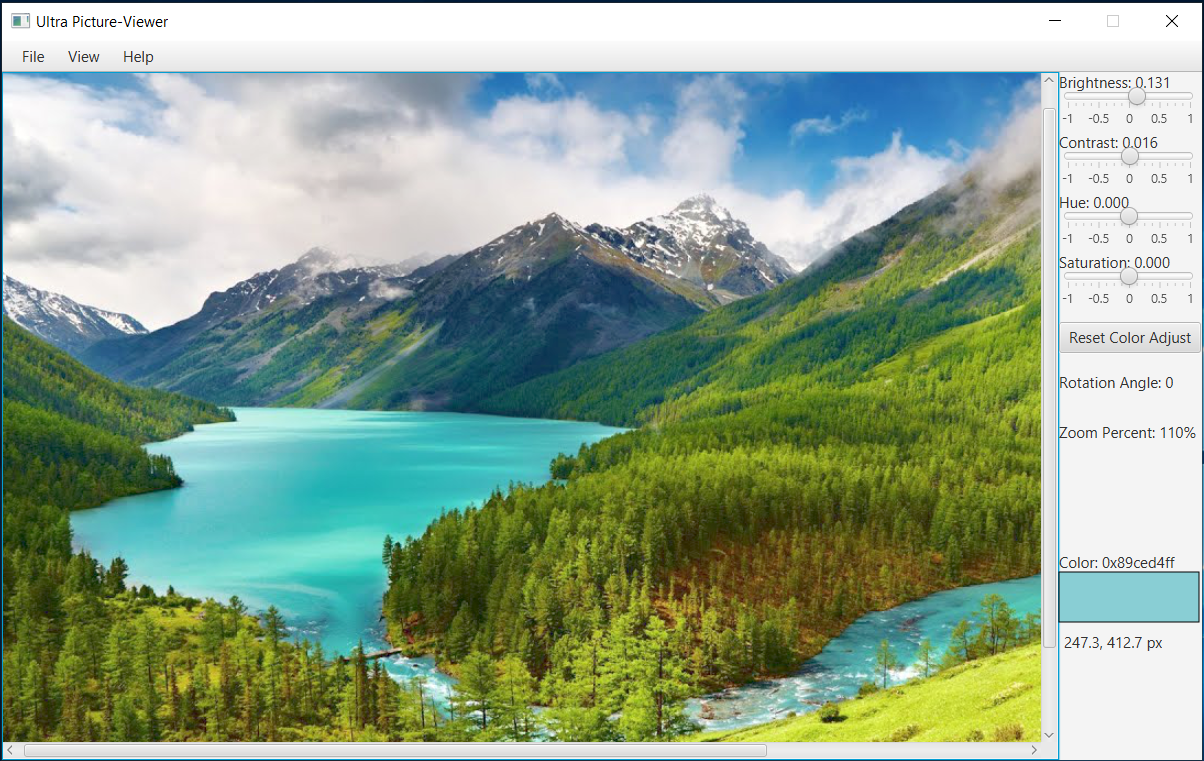 Ultra Picture-Viewer
File View Help
Brightness: 0.131
-1 -0.5 0 0.5 1
Contrast: 0.016
-1 -0.5 0 0.5 1
Hue: 0.000
-1 -0.5 0 0.5 1
Saturation: 0.000
-1 -0.5 0 0.5 1
Reset Color Adjust
Rotation Angle: 0
Zoom Percent: 110%
Color: 0x89ced4ff
247.3, 412.7 px